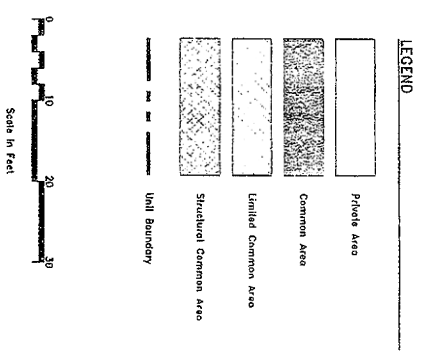 LEGEND
Private Area
Common Area
Limited Common Area
Structural Common Area
Unit Boundary
0 10 20 30
Scale In Feet